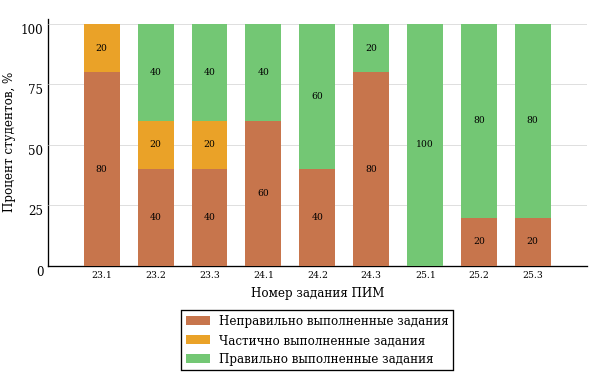 Процент студентов, %
100
75
50
25
0
20 40 40 40 60 20 100 80 80
80 20 20 60 40 80 20 20
40 40
23.1 23.2 23.3 24.1 24.2 24.3 25.1 25.2 25.3
Номер задания ПИМ
Неправильно выполненные задания
Частично выполненные задания
Правильно выполненные задания